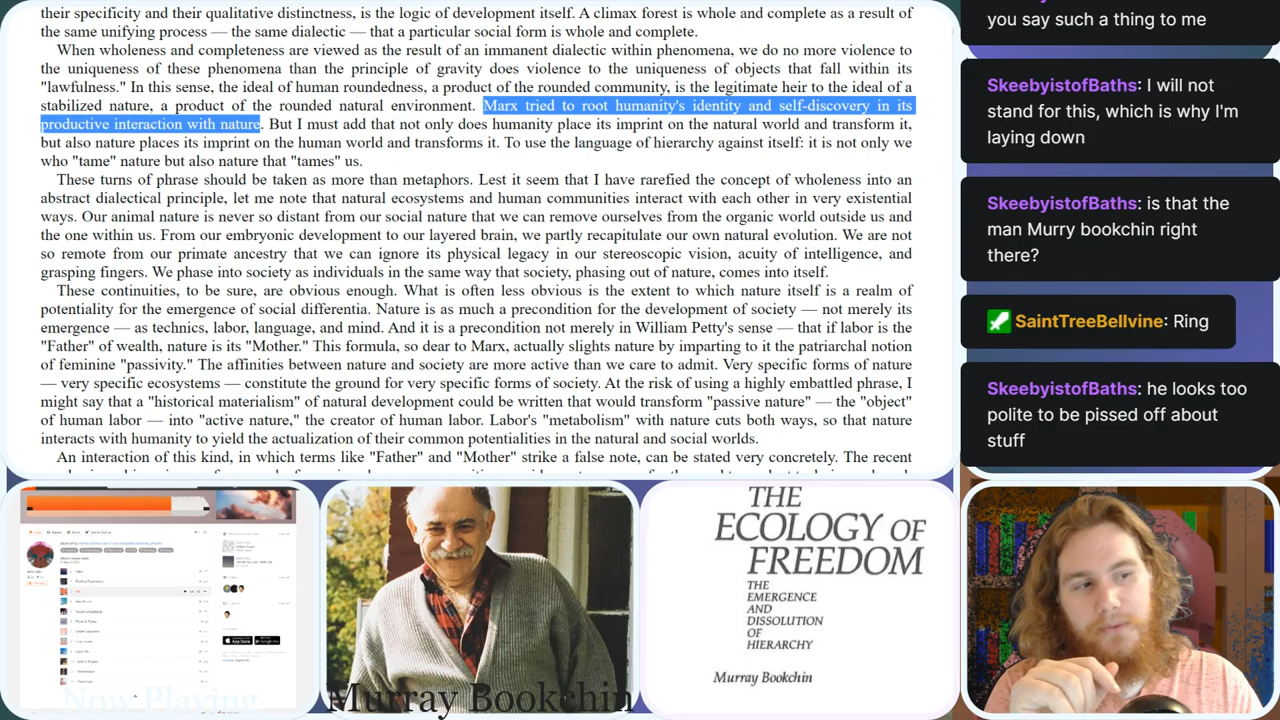 their specificity and their qualitative distinctness, is the logic of development itself. A climax forest is whole and complete as a result of
the same unifying process — the same dialectic — that a particular social form is whole and complete.
When wholeness and completeness are viewed as the result of an immanent dialectic within phenomena, we do no more violence to
the uniqueness of these phenomena than the principle of gravity does violence to the uniqueness of objects that fall within its
"lawfulness." In this sense, the ideal of human roundedness, a product of the rounded community, is the legitimate heir to the ideal of a
stabilized nature, a product of the rounded natural environment. Marx tried to root humanity's identity and self-discovery in its
productive interaction with nature. But I must add that not only does humanity place its imprint on the natural world and transform it,
but also nature places its imprint on the human world and transforms it. To use the language of hierarchy against itself: it is not only we
who "tame" nature but also nature that "tames" us.
These turns of phrase should be taken as more than metaphors. Lest it seem that I have rarefied the concept of wholeness into an
abstract dialectical principle, let me note that natural ecosystems and human communities interact with each other in very existential
ways. Our animal nature is never so distant from our social nature that we can remove ourselves from the organic world outside us and
the one within us. From our embryonic development to our layered brain, we partly recapitulate our own natural evolution. We are not
so remote from our primate ancestry that we can ignore its physical legacy in our stereoscopic vision, acuity of intelligence, and
grasping fingers. We phase into society as individuals in the same way that society, phasing out of nature, comes into itself.
These continuities, to be sure, are obvious enough. What is often less obvious is the extent to which nature itself is a realm of
potentiality for the emergence of social differentia. Nature is as much a precondition for the development of society — not merely its
emergence — as technics, labor, language, and mind. And it is a precondition not merely in William Petty's sense — that if labor is the
"Father" of wealth, nature is its "Mother." This formula, so dear to Marx, actually slights nature by imparting to it the patriarchal notion
of feminine "passivity." The affinities between nature and society are more active than we care to admit. Very specific forms of nature
— very specific ecosystems — constitute the ground for very specific forms of society. At the risk of using a highly embattled phrase, I
might say that a "historical materialism" of natural development could be written that would transform "passive nature" — the "object"
of human labor — into "active nature," the creator of human labor. Labor's "metabolism" with nature cuts both ways, so that nature
interacts with humanity to yield the actualization of their common potentialities in the natural and social worlds.
An interaction of this kind, in which terms like "Father" and "Mother" strike a false note, can be stated very concretely. The recent
you say such a thing to me
SkeebyistofBaths: I will not
stand for this, which is why I'm
laying down
SkeebyistofBaths: is that the
man Murry bookchin right
there?
SaintTreeBellvine: Ring
SkeebyistofBaths: he looks too
polite to be pissed off about
stuff
Now Playing
Murray Bookchin
THE
ECOLOGY OF
FREEDOM
THE
EMERGENCE
AND
DISSOLUTION
OF
HIERARCHY
Murray Bookchin